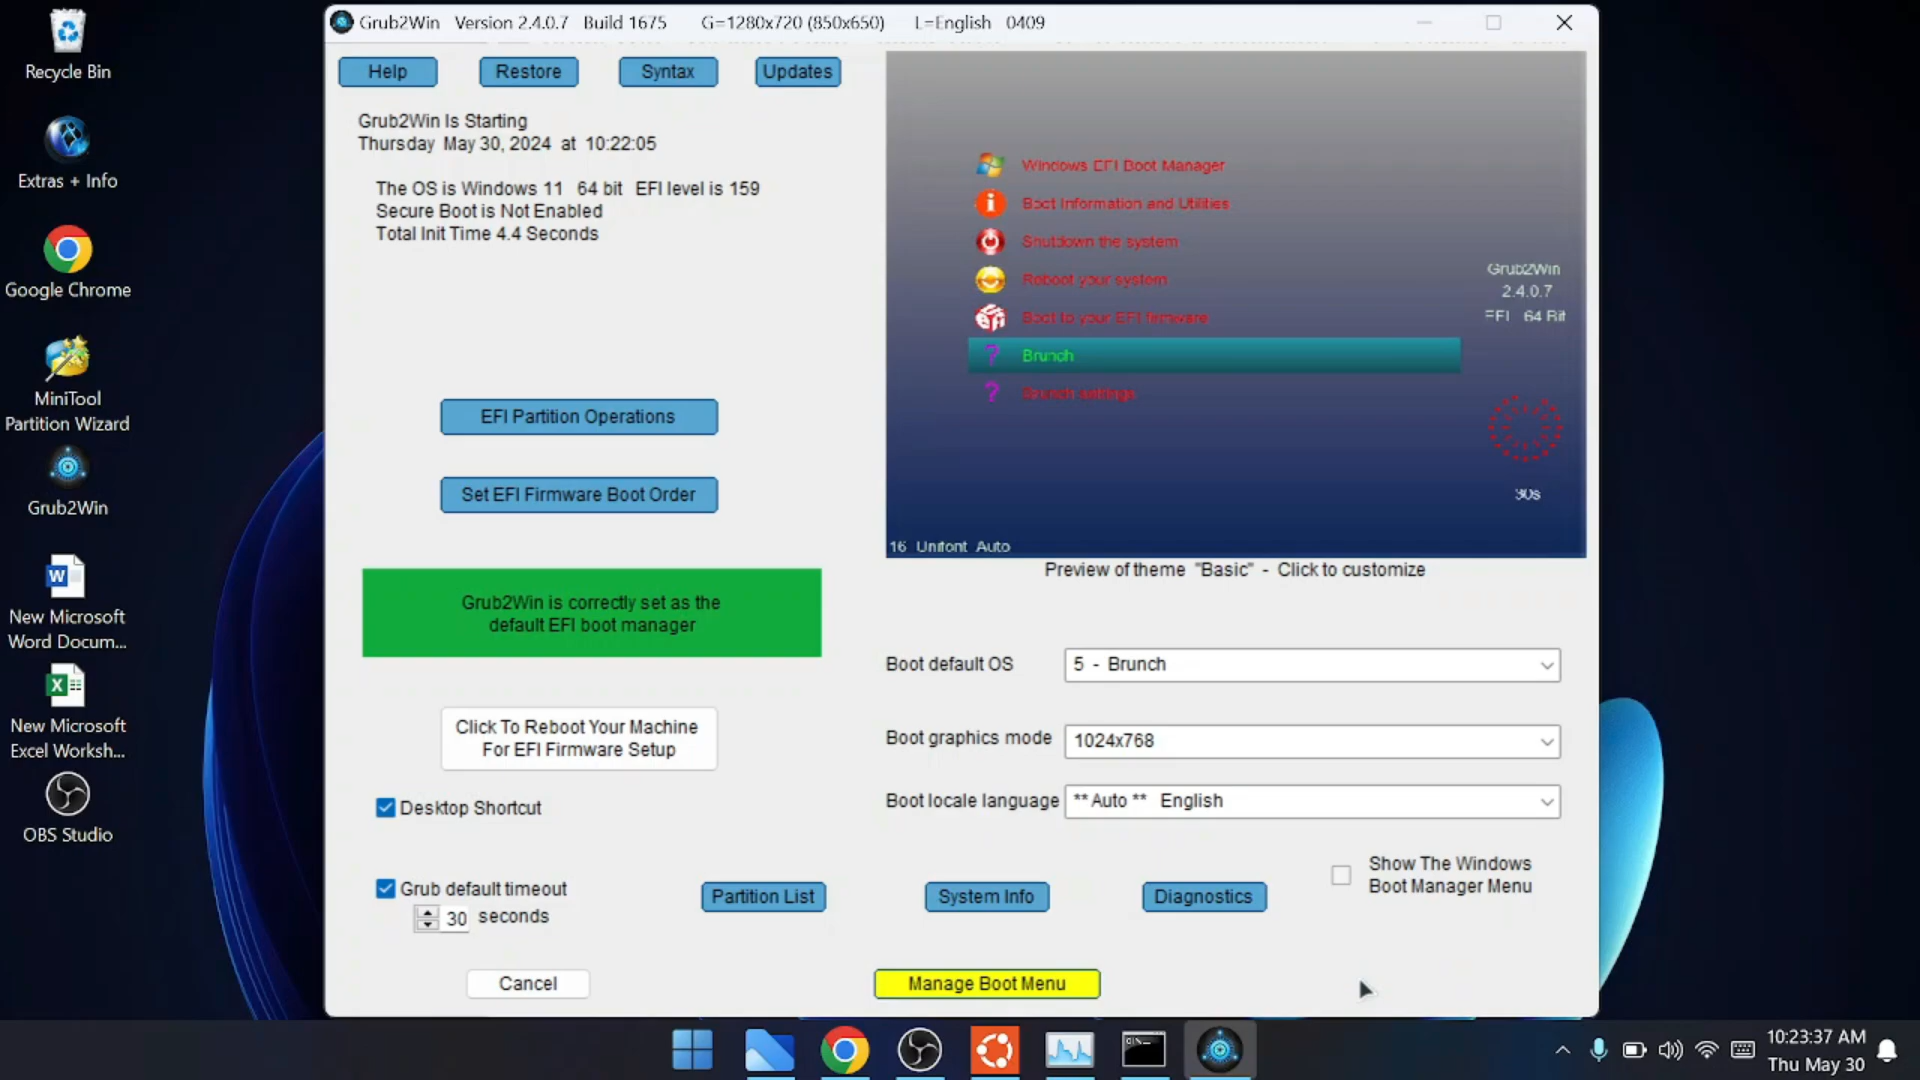 Recycle Bin
Extras + Info
Google Chrome
MiniTool
Partition Wizard
Grub2Win
New Microsoft
Word Docum...
New Microsoft
Excel Worksh...
OBS Studio
Grub2Win Version 2.4.0.7 Build 1675 G=1280x720 (850x650) L=English 0409
Help Restore Syntax Updates
Grub2Win Is Starting
Thursday May 30, 2024 at 10:22:05
The OS is Windows 11 64 bit EFI level is 159
Secure Boot is Not Enabled
Total Init Time 4.4 Seconds
EFI Partition Operations
Set EFI Firmware Boot Order
Grub2Win is correctly set as the
default EFI boot manager
Click To Reboot Your Machine
For EFI Firmware Setup
Desktop Shortcut
Grub default timeout
30 seconds
Windows EFI Boot Manager
Boot Information and Utilities
Shutdown the system
Reboot your system
Boot to your EFI firmware
Brunch
Brunch settings
Grub2Win
2.4.0.7
EFI 64 Bit
30s
16 Unifont Auto
Preview of theme "Basic" - Click to customize
Boot default OS 5 - Brunch
Boot graphics mode 1024x768
Boot locale language ** Auto ** English
Show The Windows
Boot Manager Menu
Partition List System Info Diagnostics
Cancel Manage Boot Menu
10:23:37 AM
Thu May 30